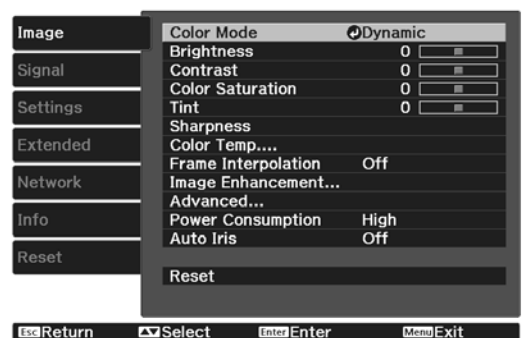 Image
Signal
Settings
Extended
Network
Info
Reset
Color Mode Dynamic
Brightness 0
Contrast 0
Color Saturation 0
Tint 0
Sharpness
Color Temp....
Frame Interpolation Off
Image Enhancement...
Advanced...
Power Consumption High
Auto Iris Off
Reset
Esc Return Select Enter Enter Menu Exit